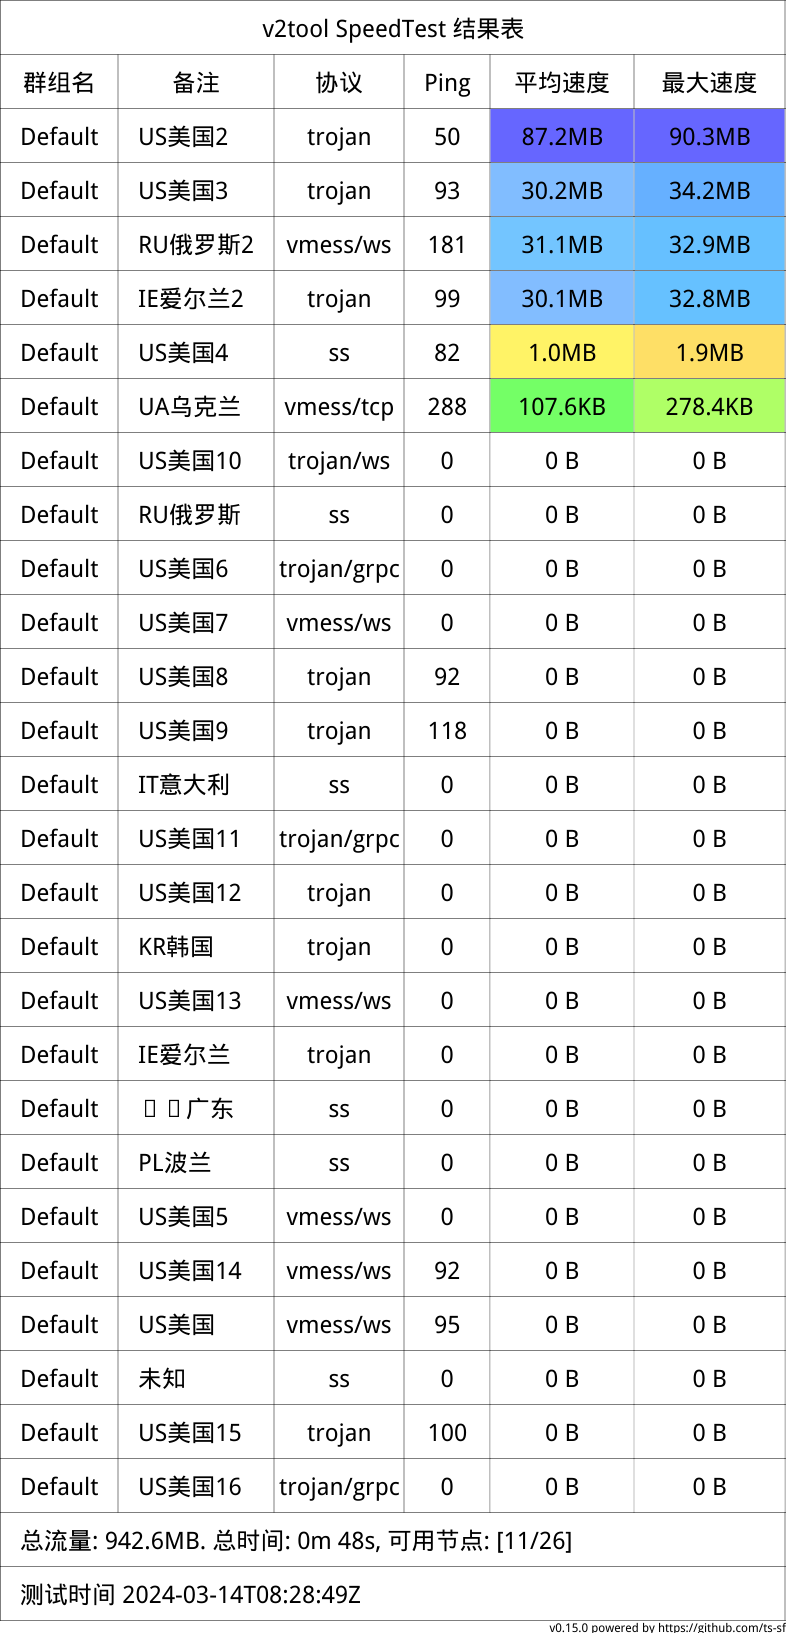 v2tool SpeedTest 结果表
群组名 备注 协议 Ping 平均速度 最大速度
Default US美国2 trojan 50 87.2MB 90.3MB
Default US美国3 trojan 93 30.2MB 34.2MB
Default RU俄罗斯2 vmess/ws 181 31.1MB 32.9MB
Default IE爱尔兰2 trojan 99 30.1MB 32.8MB
Default US美国4 ss 82 1.0MB 1.9MB
Default UA乌克兰 vmess/tcp 288 107.6KB 278.4KB
Default US美国10 trojan/ws 0 0 B 0 B
Default RU俄罗斯 ss 0 0 B 0 B
Default US美国6 trojan/grpc 0 0 B 0 B
Default US美国7 vmess/ws 0 0 B 0 B
Default US美国8 trojan 92 0 B 0 B
Default US美国9 trojan 118 0 B 0 B
Default IT意大利 ss 0 0 B 0 B
Default US美国11 trojan/grpc 0 0 B 0 B
Default US美国12 trojan 0 0 B 0 B
Default KR韩国 trojan 0 0 B 0 B
Default US美国13 vmess/ws 0 0 B 0 B
Default IE爱尔兰 trojan 0 0 B 0 B
Default 广东 ss 0 0 B 0 B
Default PL波兰 ss 0 0 B 0 B
Default US美国5 vmess/ws 0 0 B 0 B
Default US美国14 vmess/ws 92 0 B 0 B
Default US美国 vmess/ws 95 0 B 0 B
Default 未知 ss 0 0 B 0 B
Default US美国15 trojan 100 0 B 0 B
Default US美国16 trojan/grpc 0 0 B 0 B
总流量: 942.6MB. 总时间: 0m 48s, 可用节点: [11/26]
测试时间 2024-03-14T08:28:49Z
v0.15.0 powered by https://github.com/ts-sf